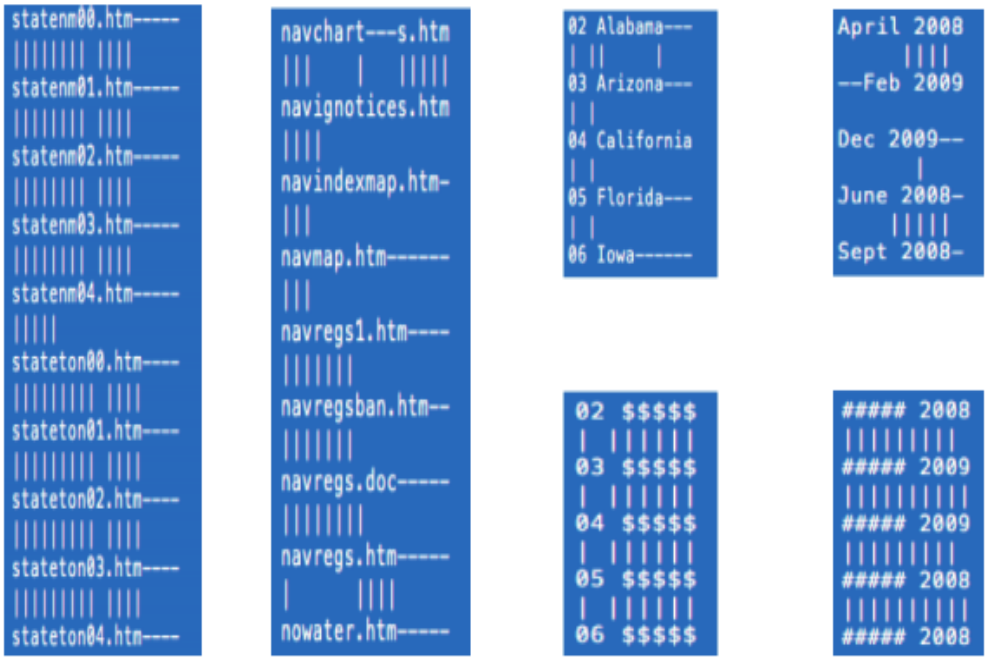 statenm00.htm-----
|||||||| ||||
statenm01.htm-----
|||||||| ||||
statenm02.htm-----
|||||||| ||||
statenm03.htm-----
|||||||| ||||
statenm04.htm-----
|||||
stateton00.htm----
||||||||| ||||
stateton01.htm----
||||||||| ||||
stateton02.htm----
||||||||| ||||
stateton03.htm----
||||||||| ||||
stateton04.htm----
navchart---s.htm
|||    |   |||||
navignotices.htm
||||
navindexmap.htm-
|||
navmap.htm------
|||
navregs1.htm----
|||||||
navregsban.htm--
|||||||
navregs.doc-----
||||||||
navregs.htm-----
|      ||||
nowater.htm-----
02 Alabama---
| ||     |
03 Arizona---
| |
04 California
| |
05 Florida---
| |
06 Iowa------
April 2008
||||
--Feb 2009
Dec 2009--
|
June 2008-
|||||
Sept 2008-
02 $$$$$
| ||||||
03 $$$$$
| ||||||
04 $$$$$
| ||||||
05 $$$$$
| ||||||
06 $$$$$
##### 2008
|||||||||
##### 2009
||||||||||
##### 2009
|||||||||
##### 2008
||||||||||
##### 2008